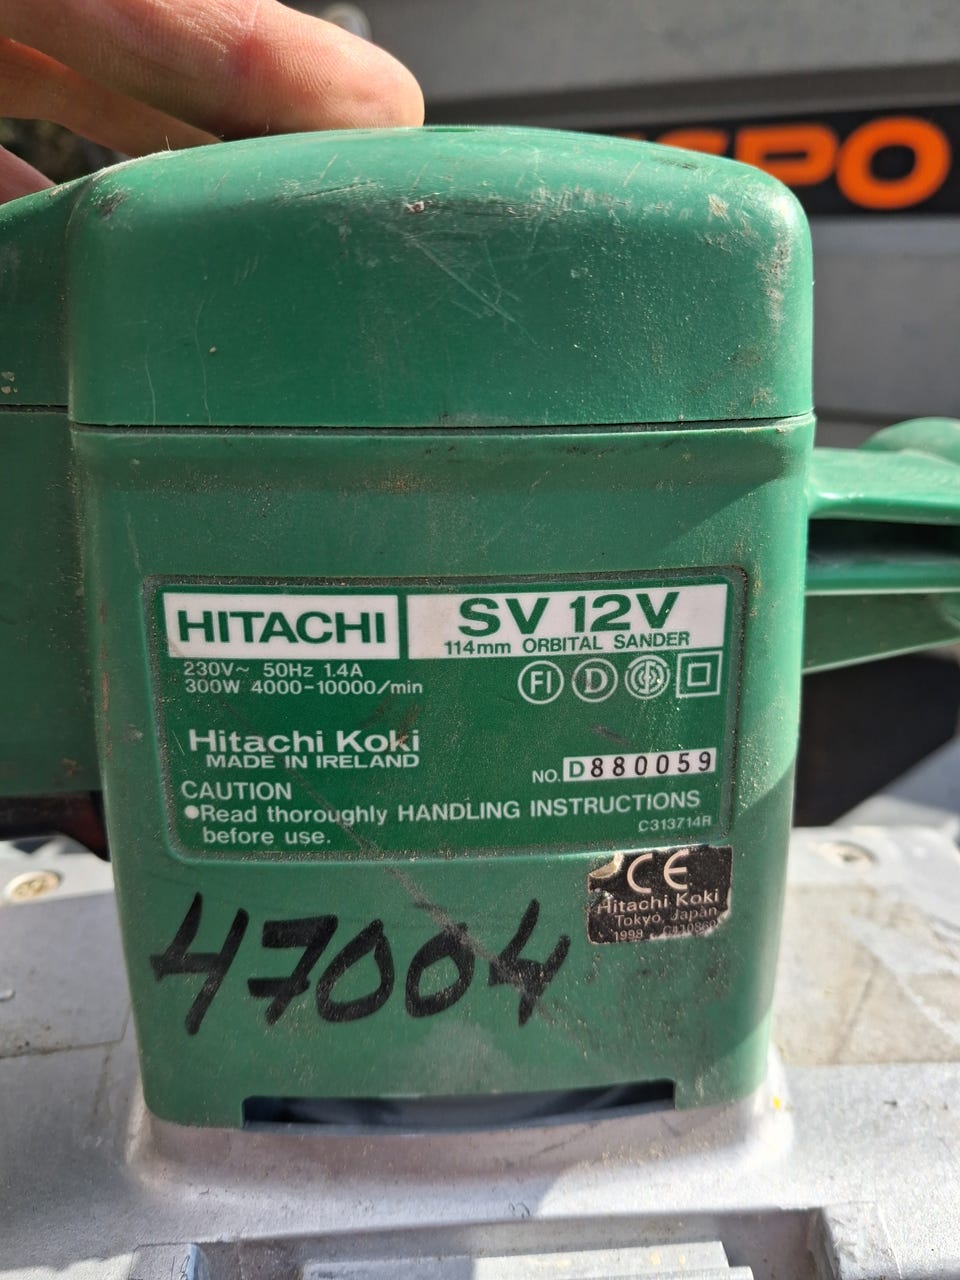 SPO
HITACHI
SV 12V
114mm ORBITAL SANDER
230V~ 50Hz 1.4A
300W 4000-10000/min
FI D S
Hitachi Koki
MADE IN IRELAND
NO. D880059
CAUTION
●Read thoroughly HANDLING INSTRUCTIONS
before use.
C313714R
CE
Hitachi Koki
Tokyo, Japan
1998
47004